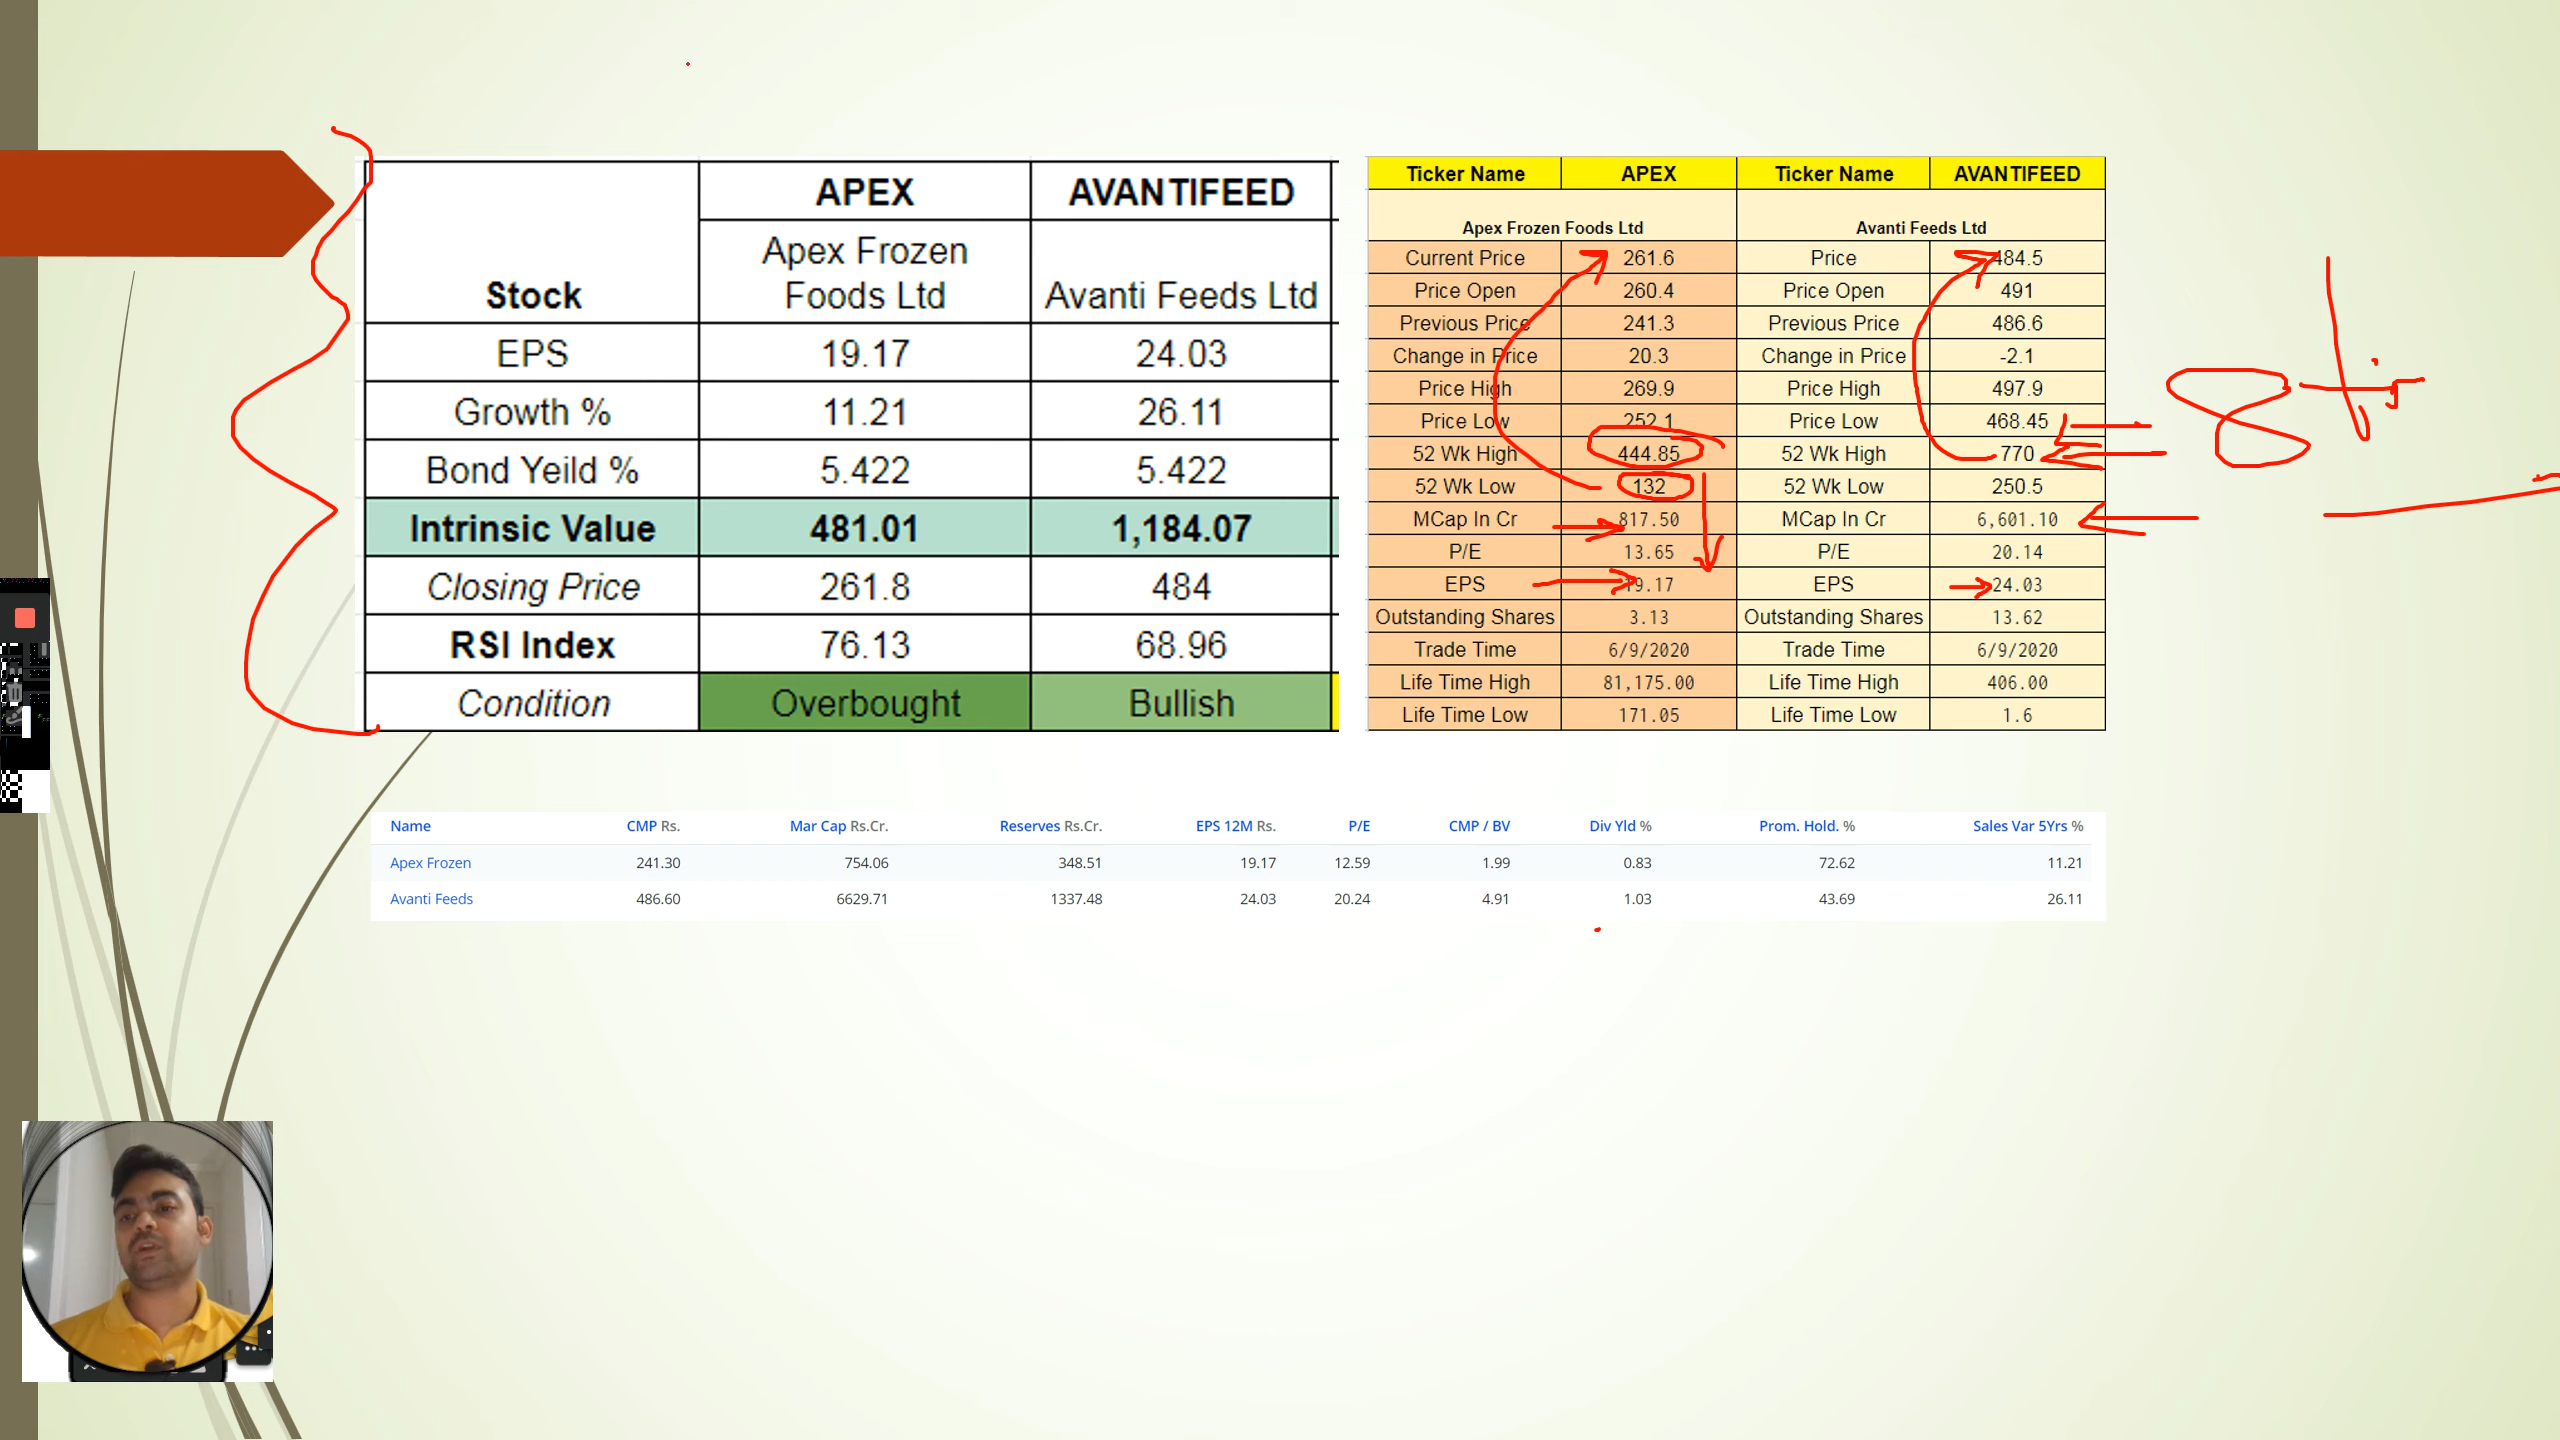 Stock APEX AVANTIFEED
Apex Frozen Foods Ltd Avanti Feeds Ltd
EPS 19.17 24.03
Growth % 11.21 26.11
Bond Yeild % 5.422 5.422
Intrinsic Value 481.01 1,184.07
Closing Price 261.8 484
RSI Index 76.13 68.96
Condition Overbought Bullish
Ticker Name APEX Ticker Name AVANTIFEED
Apex Frozen Foods Ltd Avanti Feeds Ltd
Current Price 261.6 Price 484.5
Price Open 260.4 Price Open 491
Previous Price 241.3 Previous Price 486.6
Change in Price 20.3 Change in Price -2.1
Price High 269.9 Price High 497.9
Price Low 252.1 Price Low 468.45
52 Wk High 444.85 52 Wk High 770
52 Wk Low 132 52 Wk Low 250.5
MCap In Cr 817.50 MCap In Cr 6,601.10
P/E 13.65 P/E 20.14
EPS 19.17 EPS 24.03
Outstanding Shares 3.13 Outstanding Shares 13.62
Trade Time 6/9/2020 Trade Time 6/9/2020
Life Time High 81,175.00 Life Time High 406.00
Life Time Low 171.05 Life Time Low 1.6
Name CMP Rs. Mar Cap Rs.Cr. Reserves Rs.Cr. EPS 12M Rs. P/E CMP / BV Div Yld % Prom. Hold. % Sales Var 5Yrs %
Apex Frozen 241.30 754.06 348.51 19.17 12.59 1.99 0.83 72.62 11.21
Avanti Feeds 486.60 6629.71 1337.48 24.03 20.24 4.91 1.03 43.69 26.11